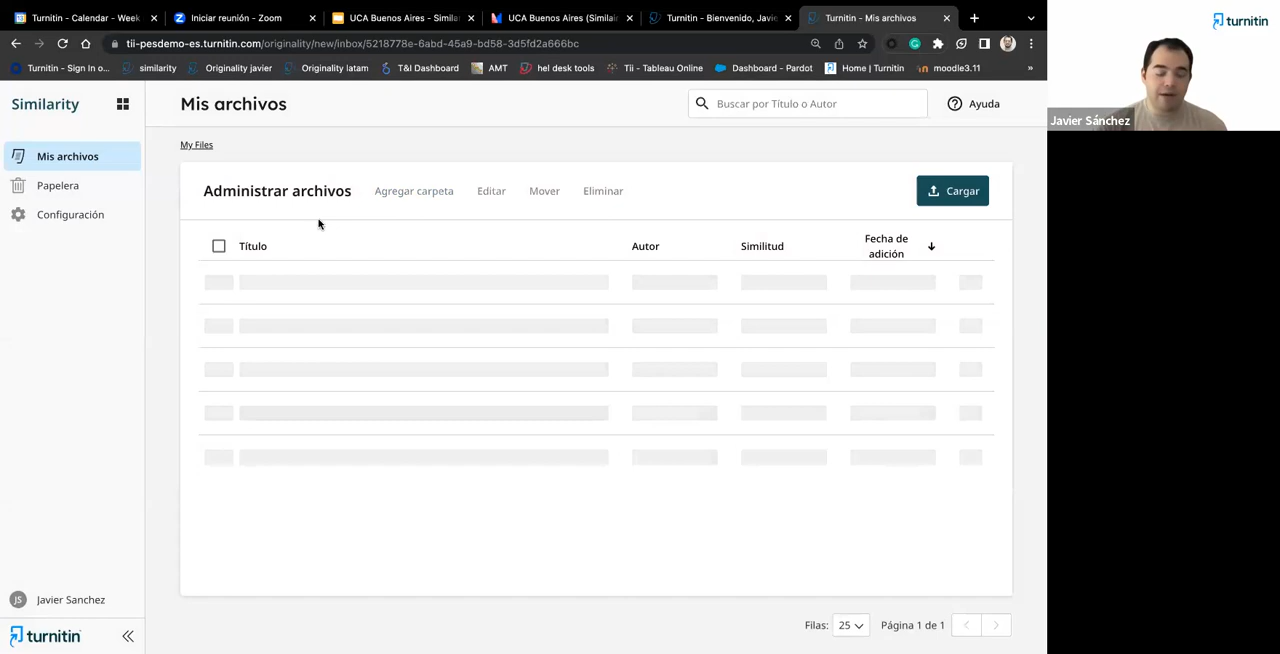 Turnitin - Calendar - Week
Iniciar reunión - Zoom
UCA Buenos Aires - Simila
UCA Buenos Aires (Similair
Turnitin - Bienvenido, Javie
Turnitin - Mis archivos
turnitin
tii-pesdemo-es.turnitin.com/originality/new/inbox/5218778e-6abd-45a9-bd58-3d5fd2a666bc
Turnitin - Sign In o...
similarity
Originality javier
Originality latam
T&I Dashboard
AMT
hel desk tools
Tii - Tableau Online
Dashboard - Pardot
Home | Turnitin
moodle3.11
»
Similarity
Mis archivos
Buscar por Título o Autor
Ayuda
Javier Sánchez
Mis archivos
Papelera
Configuración
My Files
Administrar archivos
Agregar carpeta
Editar
Mover
Eliminar
Cargar
Título
Autor
Similitud
Fecha de
adición
JS
Javier Sanchez
turnitin
Filas:
25
Página 1 de 1